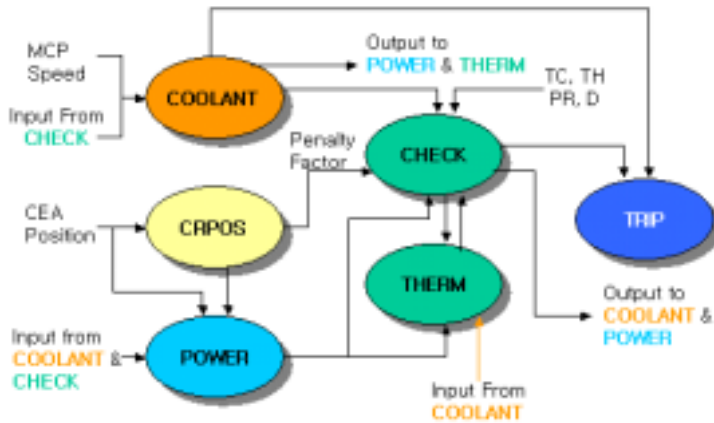 MCP
Speed
Input From
CHECK
COOLANT
Output to
POWER & THERM
TC, TH
PR, D
Penalty
Factor
CHECK
CEA
Position
CRPOS
TRIP
THERM
Input from
COOLANT &
CHECK
POWER
Output to
COOLANT &
POWER
Input From
COOLANT